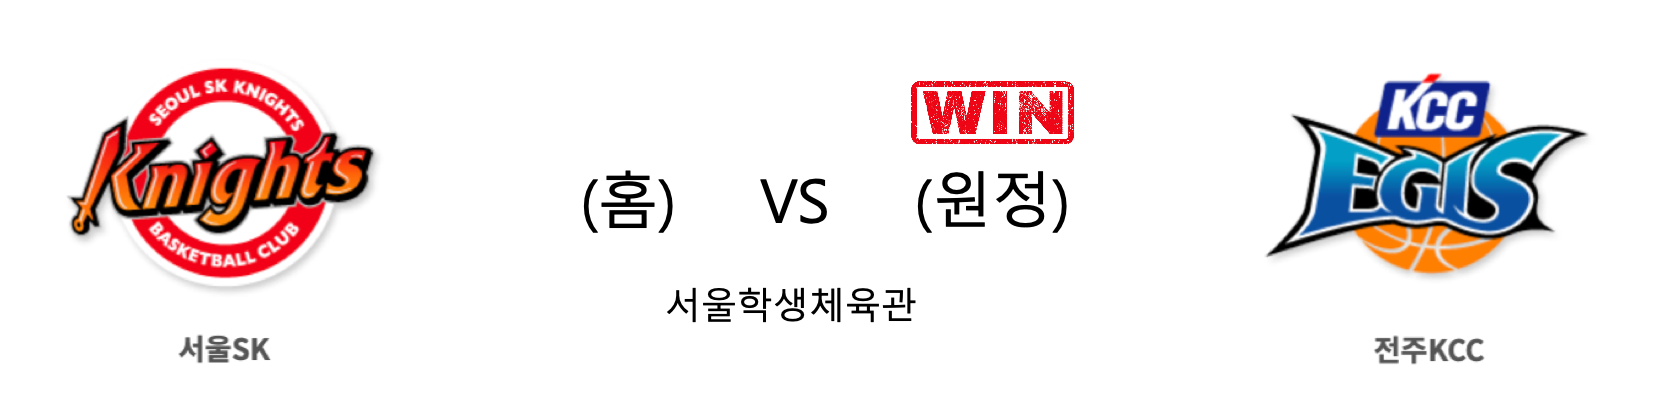 SEOUL SK KNIGHTS
Knights
BASKETBALL CLUB
서울SK
WIN
(홈) VS (원정)
서울학생체육관
KCC
EGIS
전주KCC